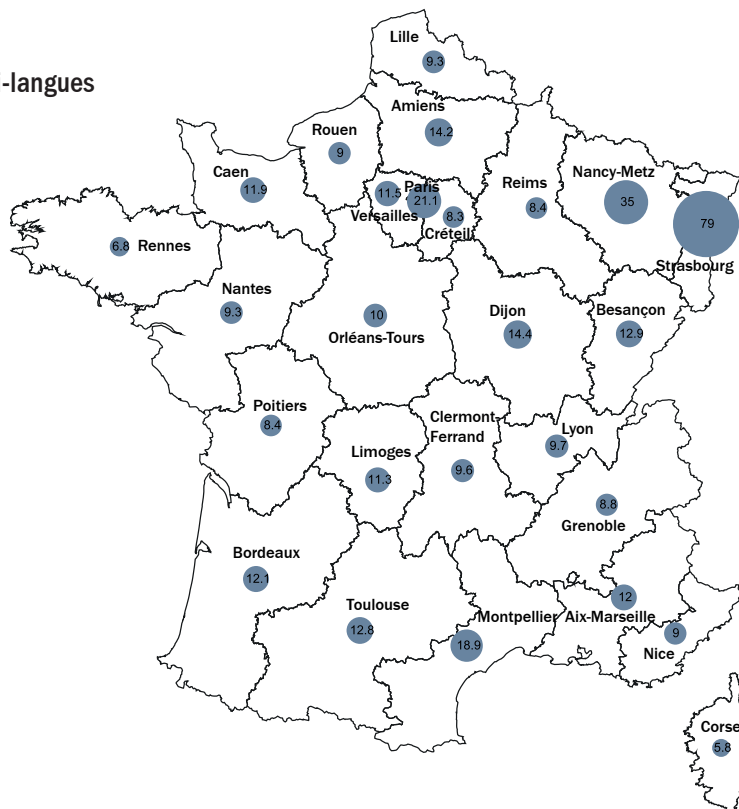 -langues
Lille
9.3
Amiens
14.2
Rouen
9
Caen
11.9
11.5
Versailles
Paris
21.1
8.3
Créteil
Reims
8.4
Nancy-Metz
35
79
Strasbourg
6.8 Rennes
Nantes
9.3
10
Orléans-Tours
Dijon
14.4
Besançon
12.9
Poitiers
8.4
Limoges
11.3
Clermont
Ferrand
9.6
Lyon
9.7
8.8
Grenoble
Bordeaux
12.1
Toulouse
12.8
Montpellier
18.9
12
Aix-Marseille
9
Nice
Corse
5.8